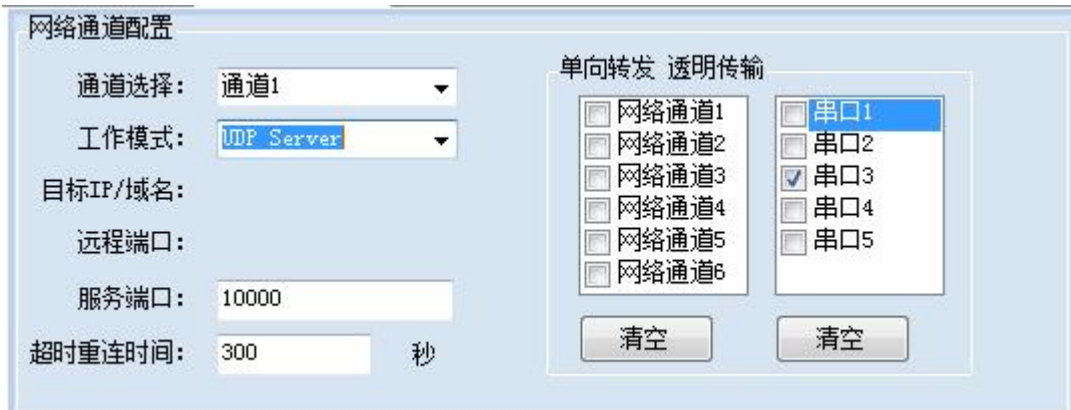 网络通道配置
通道选择： 通道1
工作模式： UDP Server
目标IP/域名：
远程端口：
服务端口： 10000
超时重连时间： 300 秒
单向转发 透明传输
网络通道1
网络通道2
网络通道3
网络通道4
网络通道5
网络通道6
清空
串口1
串口2
串口3
串口4
串口5
清空